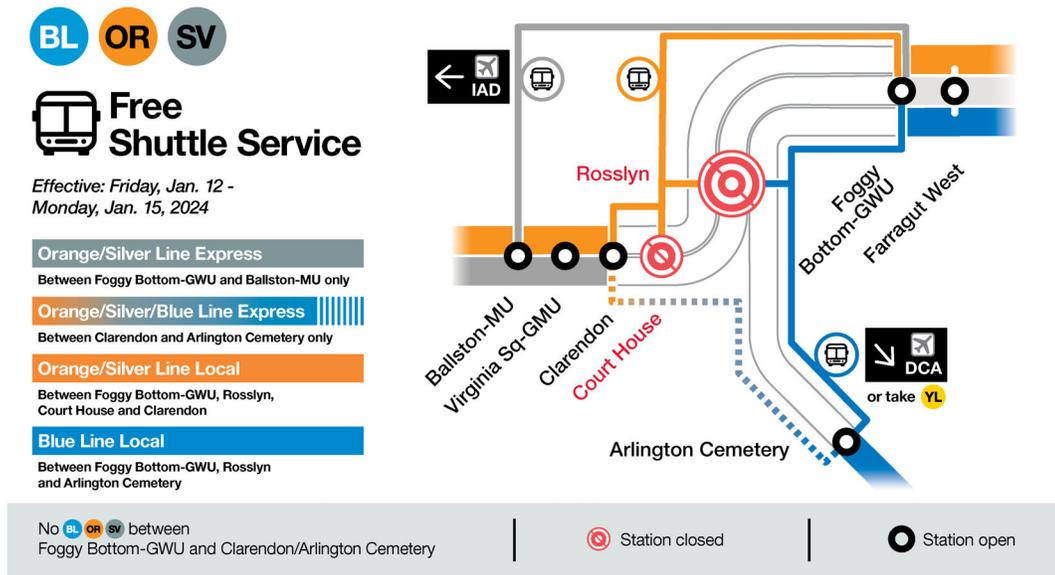 BL OR SV
Free
Shuttle Service
Effective: Friday, Jan. 12 -
Monday, Jan. 15, 2024
Orange/Silver Line Express
Between Foggy Bottom-GWU and Ballston-MU only
Orange/Silver/Blue Line Express
Between Clarendon and Arlington Cemetery only
Orange/Silver Line Local
Between Foggy Bottom-GWU, Rosslyn,
Court House and Clarendon
Blue Line Local
Between Foggy Bottom-GWU, Rosslyn
and Arlington Cemetery
IAD
Rosslyn
Foggy
Bottom-GWU
Farragut West
Ballston-MU
Virginia Sq-GMU
Clarendon
Court House
DCA
or take YL
Arlington Cemetery
No BL OR SV between
Foggy Bottom-GWU and Clarendon/Arlington Cemetery
Station closed
Station open